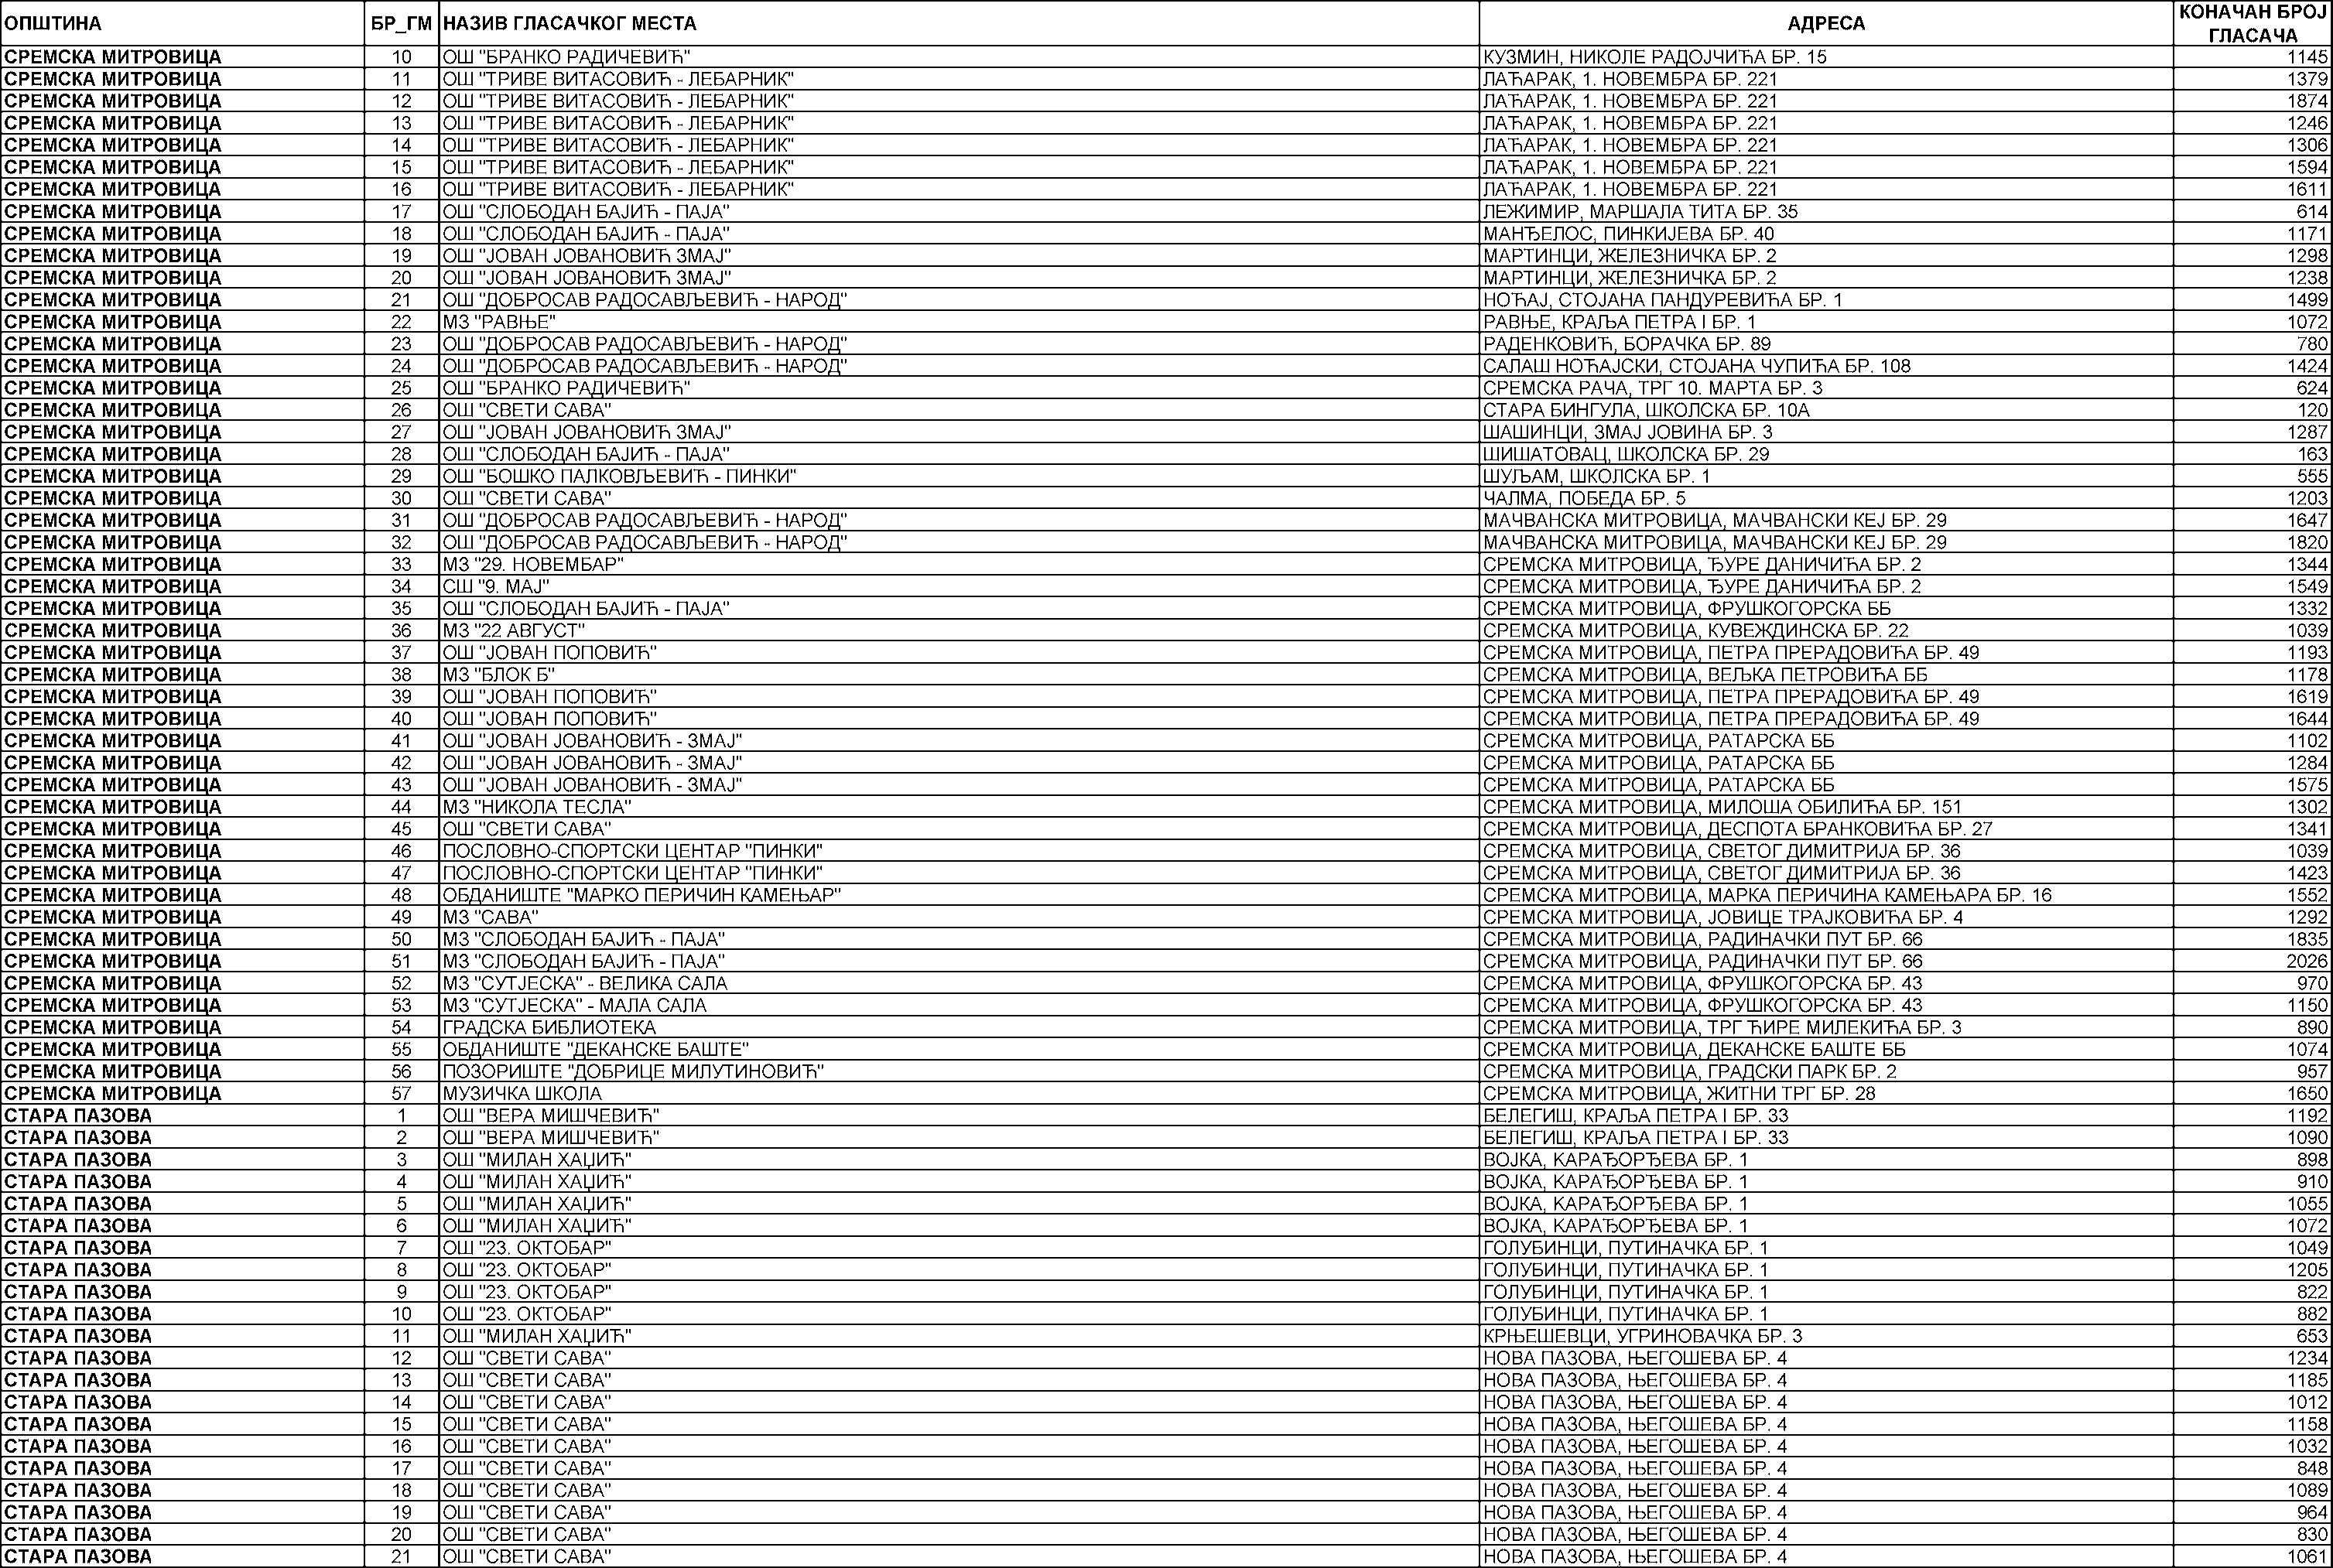 ОПШТИНА БР_ГМ НАЗИВ ГЛАСАЧКОГ МЕСТА АДРЕСА КОНАЧАН БРОЈ ГЛАСАЧА
СРЕМСКА МИТРОВИЦА 10 ОШ "БРАНКО РАДИЧЕВИЋ" КУЗМИН, НИКОЛЕ РАДОЈЧИЋА БР. 15 1145
СРЕМСКА МИТРОВИЦА 11 ОШ "ТРИВЕ ВИТАСОВИЋ - ЛЕБАРНИК" ЛАЋАРАК, 1. НОВЕМБРА БР. 221 1379
СРЕМСКА МИТРОВИЦА 12 ОШ "ТРИВЕ ВИТАСОВИЋ - ЛЕБАРНИК" ЛАЋАРАК, 1. НОВЕМБРА БР. 221 1874
СРЕМСКА МИТРОВИЦА 13 ОШ "ТРИВЕ ВИТАСОВИЋ - ЛЕБАРНИК" ЛАЋАРАК, 1. НОВЕМБРА БР. 221 1246
СРЕМСКА МИТРОВИЦА 14 ОШ "ТРИВЕ ВИТАСОВИЋ - ЛЕБАРНИК" ЛАЋАРАК, 1. НОВЕМБРА БР. 221 1306
СРЕМСКА МИТРОВИЦА 15 ОШ "ТРИВЕ ВИТАСОВИЋ - ЛЕБАРНИК" ЛАЋАРАК, 1. НОВЕМБРА БР. 221 1594
СРЕМСКА МИТРОВИЦА 16 ОШ "ТРИВЕ ВИТАСОВИЋ - ЛЕБАРНИК" ЛАЋАРАК, 1. НОВЕМБРА БР. 221 1611
СРЕМСКА МИТРОВИЦА 17 ОШ "СЛОБОДАН БАЈИЋ - ПАЈА" ЛЕЖИМИР, МАРШАЛА ТИТА БР. 35 614
СРЕМСКА МИТРОВИЦА 18 ОШ "СЛОБОДАН БАЈИЋ - ПАЈА" МАНЂЕЛОС, ПИНКИЈЕВА БР. 40 1171
СРЕМСКА МИТРОВИЦА 19 ОШ "ЈОВАН ЈОВАНОВИЋ ЗМАЈ" МАРТИНЦИ, ЖЕЛЕЗНИЧКА БР. 2 1298
СРЕМСКА МИТРОВИЦА 20 ОШ "ЈОВАН ЈОВАНОВИЋ ЗМАЈ" МАРТИНЦИ, ЖЕЛЕЗНИЧКА БР. 2 1238
СРЕМСКА МИТРОВИЦА 21 ОШ "ДОБРОСАВ РАДОСАВЉЕВИЋ - НАРОД" НОЋАЈ, СТОЈАНА ПАНДУРЕВИЋА БР. 1 1499
СРЕМСКА МИТРОВИЦА 22 МЗ "РАВЊЕ" РАВЊЕ, КРАЉА ПЕТРА I БР. 1 1072
СРЕМСКА МИТРОВИЦА 23 ОШ "ДОБРОСАВ РАДОСАВЉЕВИЋ - НАРОД" РАДЕНКОВИЋ, БОРАЧКА БР. 89 780
СРЕМСКА МИТРОВИЦА 24 ОШ "ДОБРОСАВ РАДОСАВЉЕВИЋ - НАРОД" САЛАШ НОЋАЈСКИ, СТОЈАНА ЧУПИЋА БР. 108 1424
СРЕМСКА МИТРОВИЦА 25 ОШ "БРАНКО РАДИЧЕВИЋ" СРЕМСКА РАЧА, ТРГ 10. МАРТА БР. 3 624
СРЕМСКА МИТРОВИЦА 26 ОШ "СВЕТИ САВА" СТАРА БИНГУЛА, ШКОЛСКА БР. 10А 120
СРЕМСКА МИТРОВИЦА 27 ОШ "ЈОВАН ЈОВАНОВИЋ ЗМАЈ" ШАШИНЦИ, ЗМАЈ ЈОВИНА БР. 3 1287
СРЕМСКА МИТРОВИЦА 28 ОШ "СЛОБОДАН БАЈИЋ - ПАЈА" ШИШАТОВАЦ, ШКОЛСКА БР. 29 163
СРЕМСКА МИТРОВИЦА 29 ОШ "БОШКО ПАЛКОВЉЕВИЋ - ПИНКИ" ШУЉАМ, ШКОЛСКА БР. 1 555
СРЕМСКА МИТРОВИЦА 30 ОШ "СВЕТИ САВА" ЧАЛМА, ПОБЕДА БР. 5 1203
СРЕМСКА МИТРОВИЦА 31 ОШ "ДОБРОСАВ РАДОСАВЉЕВИЋ - НАРОД" МАЧВАНСКА МИТРОВИЦА, МАЧВАНСКИ КЕЈ БР. 29 1647
СРЕМСКА МИТРОВИЦА 32 ОШ "ДОБРОСАВ РАДОСАВЉЕВИЋ - НАРОД" МАЧВАНСКА МИТРОВИЦА, МАЧВАНСКИ КЕЈ БР. 29 1820
СРЕМСКА МИТРОВИЦА 33 МЗ "29. НОВЕМБАР" СРЕМСКА МИТРОВИЦА, ЂУРЕ ДАНИЧИЋА БР. 2 1344
СРЕМСКА МИТРОВИЦА 34 СШ "9. МАЈ" СРЕМСКА МИТРОВИЦА, ЂУРЕ ДАНИЧИЋА БР. 2 1549
СРЕМСКА МИТРОВИЦА 35 ОШ "СЛОБОДАН БАЈИЋ - ПАЈА" СРЕМСКА МИТРОВИЦА, ФРУШКОГОРСКА ББ 1332
СРЕМСКА МИТРОВИЦА 36 МЗ "22 АВГУСТ" СРЕМСКА МИТРОВИЦА, КУВЕЖДИНСКА БР. 22 1039
СРЕМСКА МИТРОВИЦА 37 ОШ "ЈОВАН ПОПОВИЋ" СРЕМСКА МИТРОВИЦА, ПЕТРА ПРЕРАДОВИЋА БР. 49 1193
СРЕМСКА МИТРОВИЦА 38 МЗ "БЛОК Б" СРЕМСКА МИТРОВИЦА, ВЕЉКА ПЕТРОВИЋА ББ 1178
СРЕМСКА МИТРОВИЦА 39 ОШ "ЈОВАН ПОПОВИЋ" СРЕМСКА МИТРОВИЦА, ПЕТРА ПРЕРАДОВИЋА БР. 49 1619
СРЕМСКА МИТРОВИЦА 40 ОШ "ЈОВАН ПОПОВИЋ" СРЕМСКА МИТРОВИЦА, ПЕТРА ПРЕРАДОВИЋА БР. 49 1644
СРЕМСКА МИТРОВИЦА 41 ОШ "ЈОВАН ЈОВАНОВИЋ - ЗМАЈ" СРЕМСКА МИТРОВИЦА, РАТАРСКА ББ 1102
СРЕМСКА МИТРОВИЦА 42 ОШ "ЈОВАН ЈОВАНОВИЋ - ЗМАЈ" СРЕМСКА МИТРОВИЦА, РАТАРСКА ББ 1284
СРЕМСКА МИТРОВИЦА 43 ОШ "ЈОВАН ЈОВАНОВИЋ - ЗМАЈ" СРЕМСКА МИТРОВИЦА, РАТАРСКА ББ 1575
СРЕМСКА МИТРОВИЦА 44 МЗ "НИКОЛА ТЕСЛА" СРЕМСКА МИТРОВИЦА, МИЛОША ОБИЛИЋА БР. 151 1302
СРЕМСКА МИТРОВИЦА 45 ОШ "СВЕТИ САВА" СРЕМСКА МИТРОВИЦА, ДЕСПОТА БРАНКОВИЋА БР. 27 1341
СРЕМСКА МИТРОВИЦА 46 ПОСЛОВНО-СПОРТСКИ ЦЕНТАР "ПИНКИ" СРЕМСКА МИТРОВИЦА, СВЕТОГ ДИМИТРИЈА БР. 36 1039
СРЕМСКА МИТРОВИЦА 47 ПОСЛОВНО-СПОРТСКИ ЦЕНТАР "ПИНКИ" СРЕМСКА МИТРОВИЦА, СВЕТОГ ДИМИТРИЈА БР. 36 1423
СРЕМСКА МИТРОВИЦА 48 ОБДАНИШТЕ "МАРКО ПЕРИЧИН КАМЕЊАР" СРЕМСКА МИТРОВИЦА, МАРКА ПЕРИЧИНА КАМЕЊАРА БР. 16 1552
СРЕМСКА МИТРОВИЦА 49 МЗ "САВА" СРЕМСКА МИТРОВИЦА, ЈОВИЦЕ ТРАЈКОВИЋА БР. 4 1292
СРЕМСКА МИТРОВИЦА 50 МЗ "СЛОБОДАН БАЈИЋ - ПАЈА" СРЕМСКА МИТРОВИЦА, РАДИНАЧКИ ПУТ БР. 66 1835
СРЕМСКА МИТРОВИЦА 51 МЗ "СЛОБОДАН БАЈИЋ - ПАЈА" СРЕМСКА МИТРОВИЦА, РАДИНАЧКИ ПУТ БР. 66 2026
СРЕМСКА МИТРОВИЦА 52 МЗ "СУТЈЕСКА" - ВЕЛИКА САЛА СРЕМСКА МИТРОВИЦА, ФРУШКОГОРСКА БР. 43 970
СРЕМСКА МИТРОВИЦА 53 МЗ "СУТЈЕСКА" - МАЛА САЛА СРЕМСКА МИТРОВИЦА, ФРУШКОГОРСКА БР. 43 1150
СРЕМСКА МИТРОВИЦА 54 ГРАДСКА БИБЛИОТЕКА СРЕМСКА МИТРОВИЦА, ТРГ ЋИРЕ МИЛЕКИЋА БР. 3 890
СРЕМСКА МИТРОВИЦА 55 ОБДАНИШТЕ "ДЕКАНСКЕ БАШТЕ" СРЕМСКА МИТРОВИЦА, ДЕКАНСКЕ БАШТЕ ББ 1074
СРЕМСКА МИТРОВИЦА 56 ПОЗОРИШТЕ "ДОБРИЦЕ МИЛУТИНОВИЋ" СРЕМСКА МИТРОВИЦА, ГРАДСКИ ПАРК БР. 2 957
СРЕМСКА МИТРОВИЦА 57 МУЗИЧКА ШКОЛА СРЕМСКА МИТРОВИЦА, ЖИТНИ ТРГ БР. 28 1650
СТАРА ПАЗОВА 1 ОШ "ВЕРА МИШЧЕВИЋ" БЕЛЕГИШ, КРАЉА ПЕТРА I БР. 33 1192
СТАРА ПАЗОВА 2 ОШ "ВЕРА МИШЧЕВИЋ" БЕЛЕГИШ, КРАЉА ПЕТРА I БР. 33 1090
СТАРА ПАЗОВА 3 ОШ "МИЛАН ХАЏИЋ" ВОЈКА, КАРАЂОРЂЕВА БР. 1 898
СТАРА ПАЗОВА 4 ОШ "МИЛАН ХАЏИЋ" ВОЈКА, КАРАЂОРЂЕВА БР. 1 910
СТАРА ПАЗОВА 5 ОШ "МИЛАН ХАЏИЋ" ВОЈКА, КАРАЂОРЂЕВА БР. 1 1055
СТАРА ПАЗОВА 6 ОШ "МИЛАН ХАЏИЋ" ВОЈКА, КАРАЂОРЂЕВА БР. 1 1072
СТАРА ПАЗОВА 7 ОШ "23. ОКТОБАР" ГОЛУБИНЦИ, ПУТИНАЧКА БР. 1 1049
СТАРА ПАЗОВА 8 ОШ "23. ОКТОБАР" ГОЛУБИНЦИ, ПУТИНАЧКА БР. 1 1205
СТАРА ПАЗОВА 9 ОШ "23. ОКТОБАР" ГОЛУБИНЦИ, ПУТИНАЧКА БР. 1 822
СТАРА ПАЗОВА 10 ОШ "23. ОКТОБАР" ГОЛУБИНЦИ, ПУТИНАЧКА БР. 1 882
СТАРА ПАЗОВА 11 ОШ "МИЛАН ХАЏИЋ" КРЊЕШЕВЦИ, УГРИНОВАЧКА БР. 3 653
СТАРА ПАЗОВА 12 ОШ "СВЕТИ САВА" НОВА ПАЗОВА, ЊЕГОШЕВА БР. 4 1234
СТАРА ПАЗОВА 13 ОШ "СВЕТИ САВА" НОВА ПАЗОВА, ЊЕГОШЕВА БР. 4 1185
СТАРА ПАЗОВА 14 ОШ "СВЕТИ САВА" НОВА ПАЗОВА, ЊЕГОШЕВА БР. 4 1012
СТАРА ПАЗОВА 15 ОШ "СВЕТИ САВА" НОВА ПАЗОВА, ЊЕГОШЕВА БР. 4 1158
СТАРА ПАЗОВА 16 ОШ "СВЕТИ САВА" НОВА ПАЗОВА, ЊЕГОШЕВА БР. 4 1032
СТАРА ПАЗОВА 17 ОШ "СВЕТИ САВА" НОВА ПАЗОВА, ЊЕГОШЕВА БР. 4 848
СТАРА ПАЗОВА 18 ОШ "СВЕТИ САВА" НОВА ПАЗОВА, ЊЕГОШЕВА БР. 4 1089
СТАРА ПАЗОВА 19 ОШ "СВЕТИ САВА" НОВА ПАЗОВА, ЊЕГОШЕВА БР. 4 964
СТАРА ПАЗОВА 20 ОШ "СВЕТИ САВА" НОВА ПАЗОВА, ЊЕГОШЕВА БР. 4 830
СТАРА ПАЗОВА 21 ОШ "СВЕТИ САВА" НОВА ПАЗОВА, ЊЕГОШЕВА БР. 4 1061